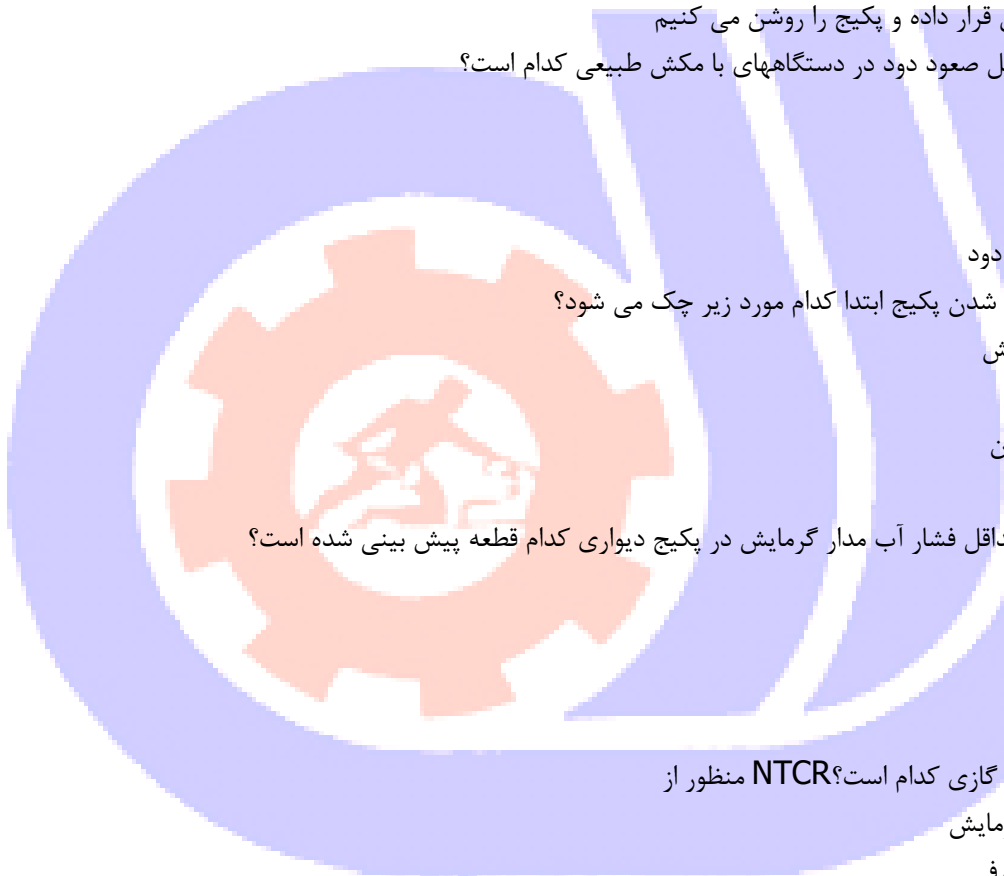 قرار داده و پکیج را روشن می کنیم
صعود دود در دستگاههای با مکش طبیعی کدام است؟
دود
شدن پکیج ابتدا کدام مورد زیر چک می شود؟
فشار آب مدار گرمایش در پکیج دیواری کدام قطعه پیش بینی شده است؟
گازی کدام است؟NTCR منظور از